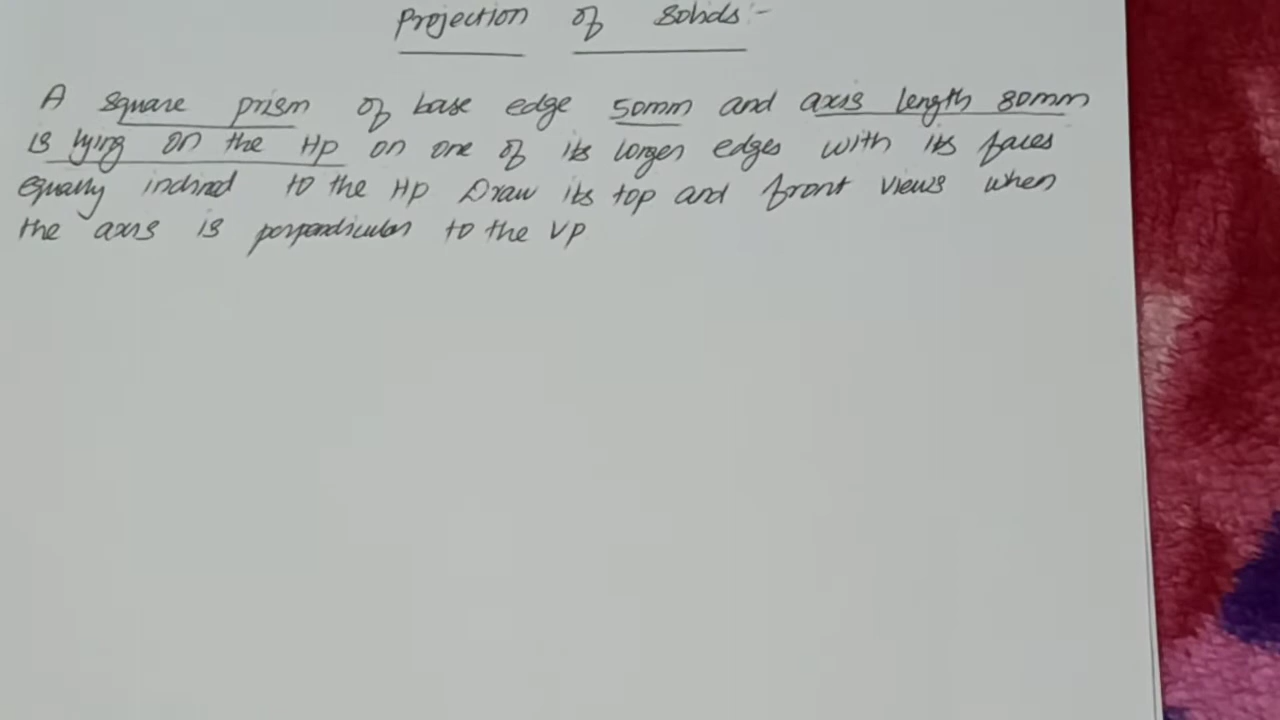 Projection of Solids:-
A square prism of base edge 50mm and axis length 80mm
is lying on the HP on one of its longer edges with its faces
equally inclined to the HP Draw its top and front views when
the axis is perpendicular to the VP